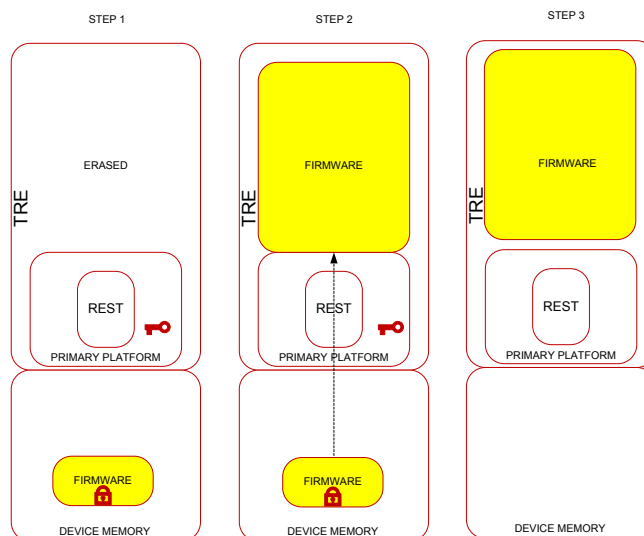 STEP 1
STEP 2
STEP 3
ERASED
FIRMWARE
FIRMWARE
TRE
TRE
TRE
REST
REST
REST
PRIMARY PLATFORM
PRIMARY PLATFORM
PRIMARY PLATFORM
FIRMWARE
FIRMWARE
DEVICE MEMORY
DEVICE MEMORY
DEVICE MEMORY